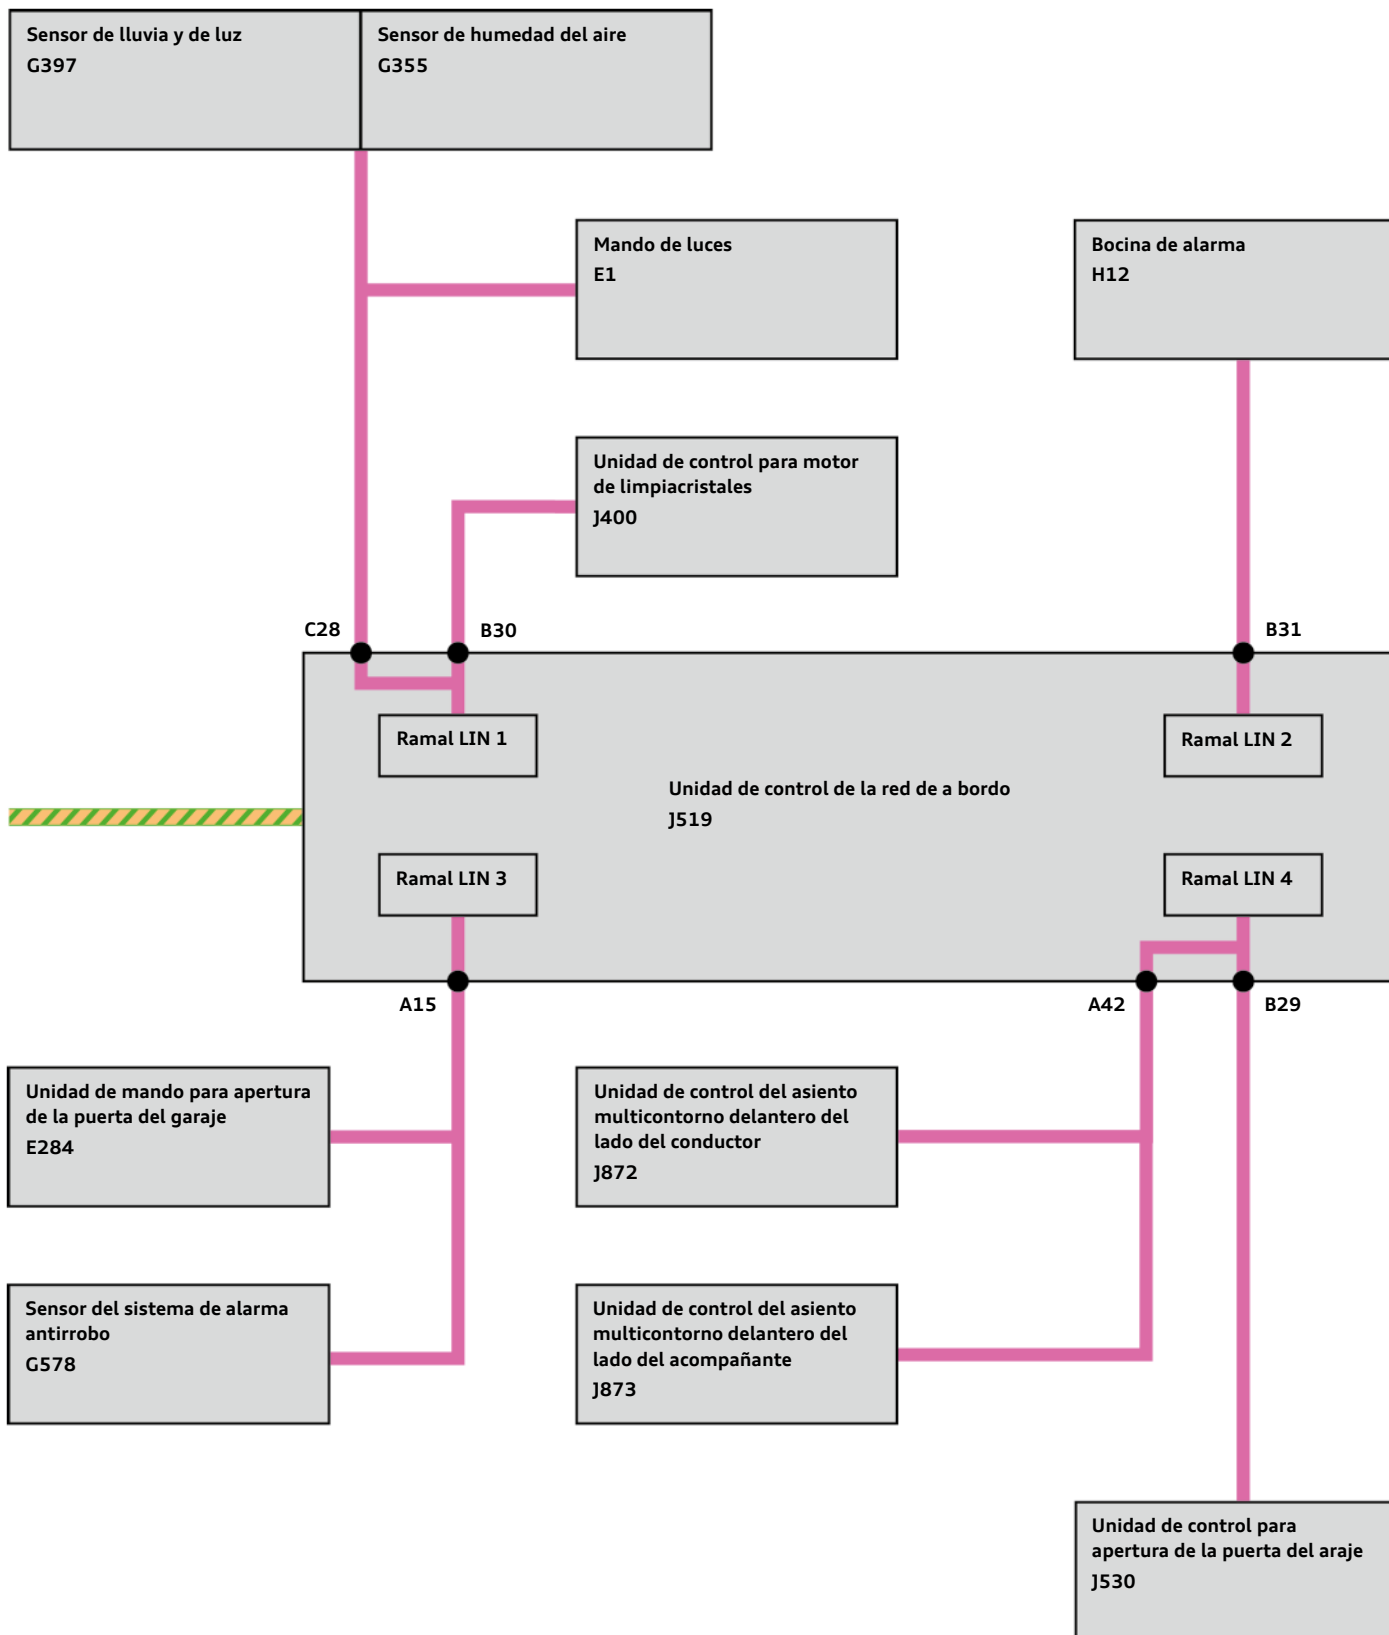 Sensor de lluvia y de luz
G397
Sensor de humedad del aire
G355
Mando de luces
E1
Bocina de alarma
H12
Unidad de control para motor
de limpiacristales
J400
C28
B30
B31
Ramal LIN 1
Ramal LIN 2
Unidad de control de la red de a bordo
J519
Ramal LIN 3
Ramal LIN 4
A15
A42
B29
Unidad de mando para apertura
de la puerta del garaje
E284
Unidad de control del asiento
multicontorno delantero del
lado del conductor
J872
Sensor del sistema de alarma
antirrobo
G578
Unidad de control del asiento
multicontorno delantero del
lado del acompañante
J873
Unidad de control para
apertura de la puerta del araje
J530